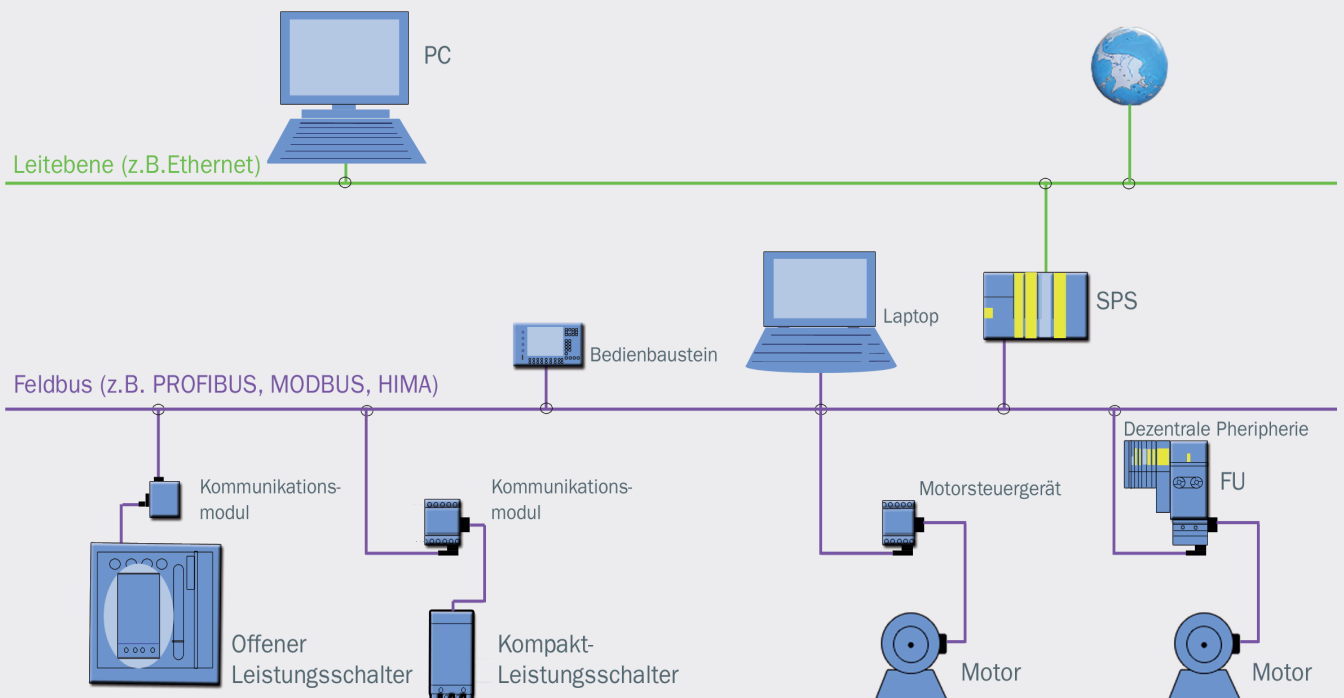 PC
Leitebene (z.B.Ethernet)
SPS
Laptop
Bedienbaustein
Feldbus (z.B. PROFIBUS, MODBUS, HIMA)
Dezentrale Pheripherie
FU
Kommunikations-
modul
Kommunikations-
modul
Motorsteuergerät
Offener
Leistungsschalter
Kompakt-
Leistungsschalter
Motor
Motor